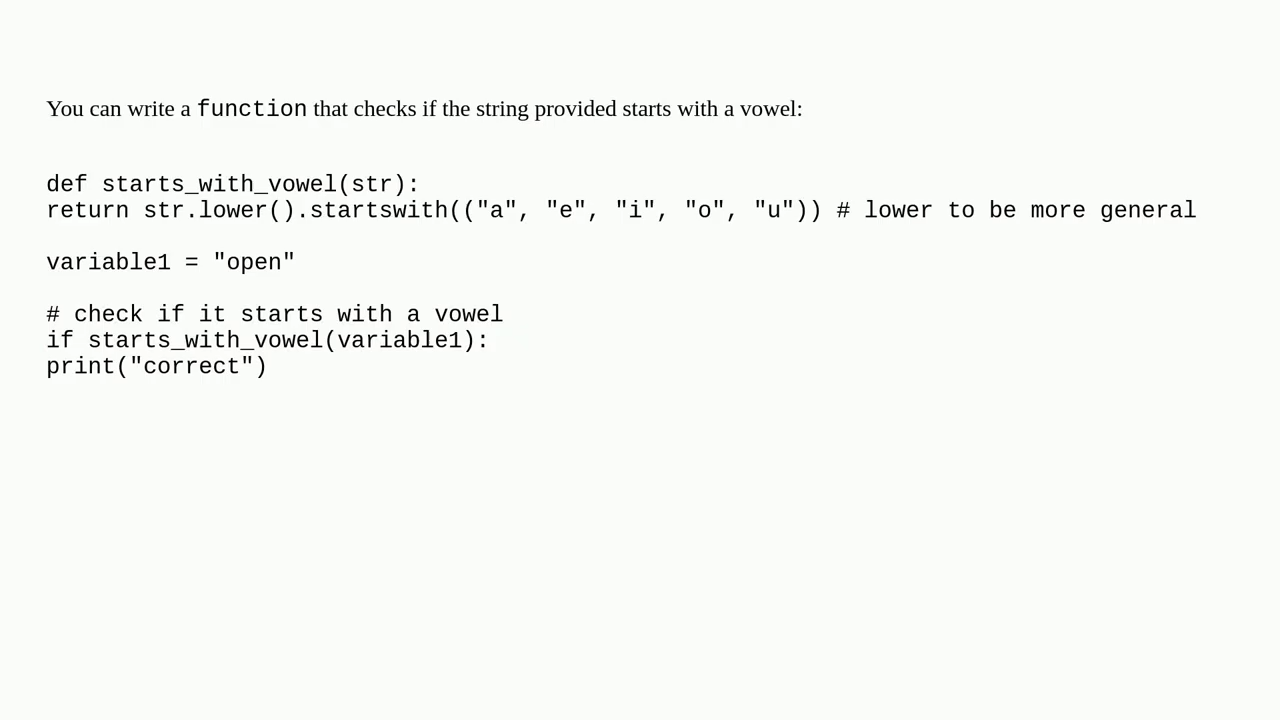 You can write a function that checks if the string provided starts with a vowel:
def starts_with_vowel(str):
return str.lower().startswith(("a", "e", "i", "o", "u")) # lower to be more general
variable1 = "open"
# check if it starts with a vowel
if starts_with_vowel(variable1):
print("correct")